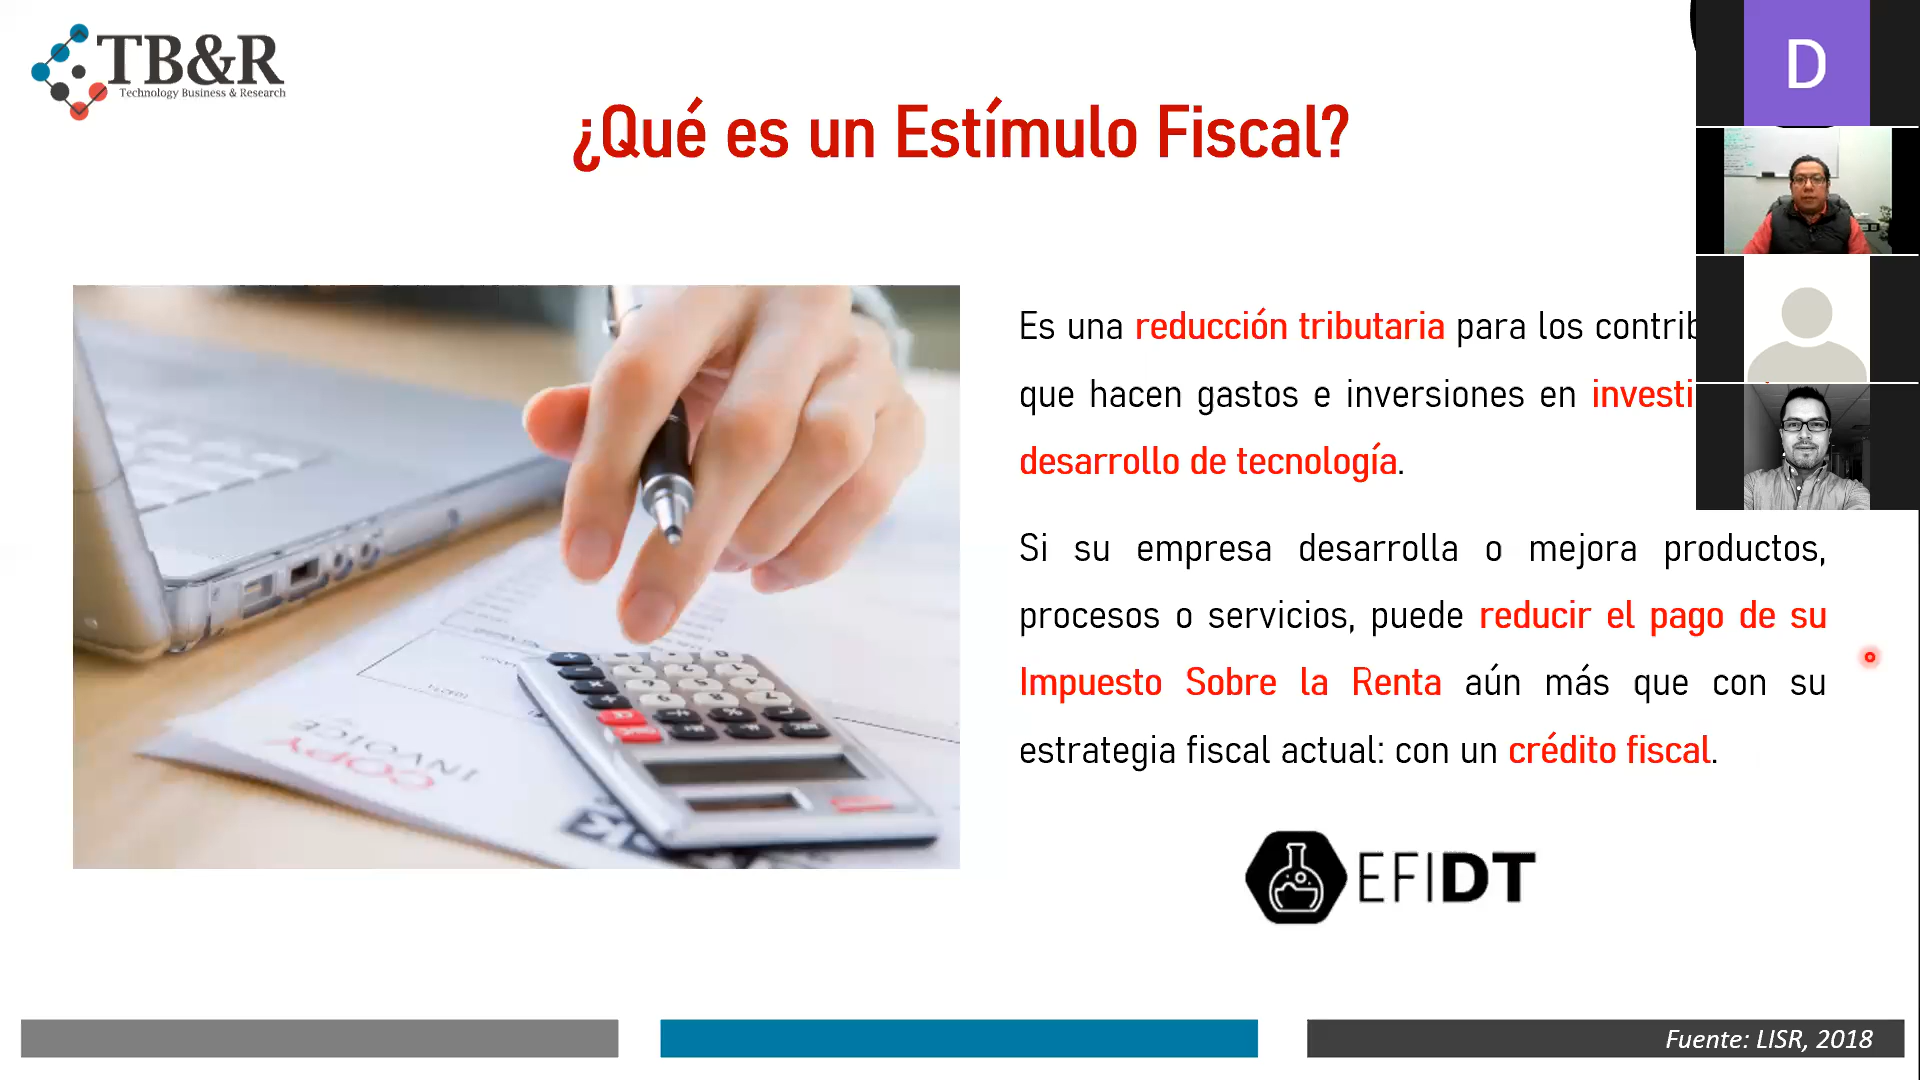 TB&R
Technology Business & Research
¿Qué es un Estímulo Fiscal?
D
Es una reducción tributaria para los
que hacen gastos e inversiones en
desarrollo de tecnología.
Si su empresa desarrolla o mejora productos,
procesos o servicios, puede reducir el pago de su
Impuesto Sobre la Renta aún más que con su
estrategia fiscal actual: con un crédito fiscal.
INVOICE
COPY
EFIDT
Fuente: LISR, 2018